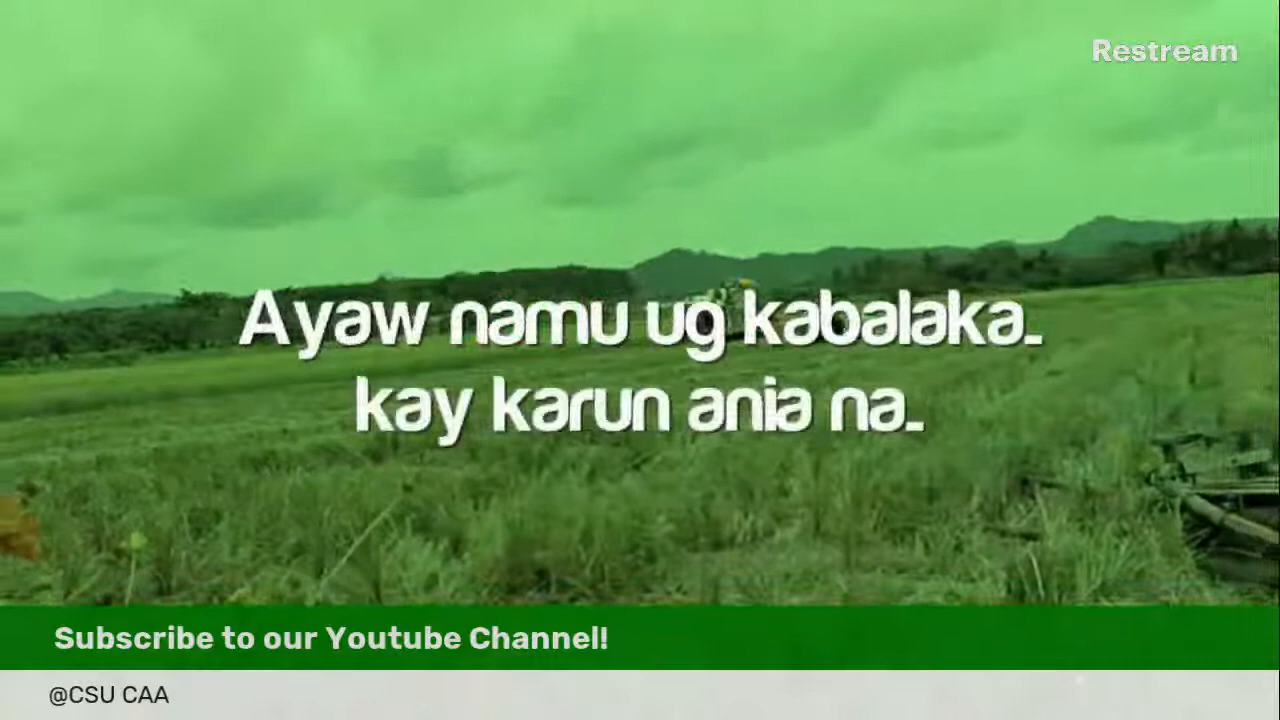 Restream
Ayaw namu ug kabalaka.
kay karun ania na.
Subscribe to our Youtube Channel!
@CSU CAA